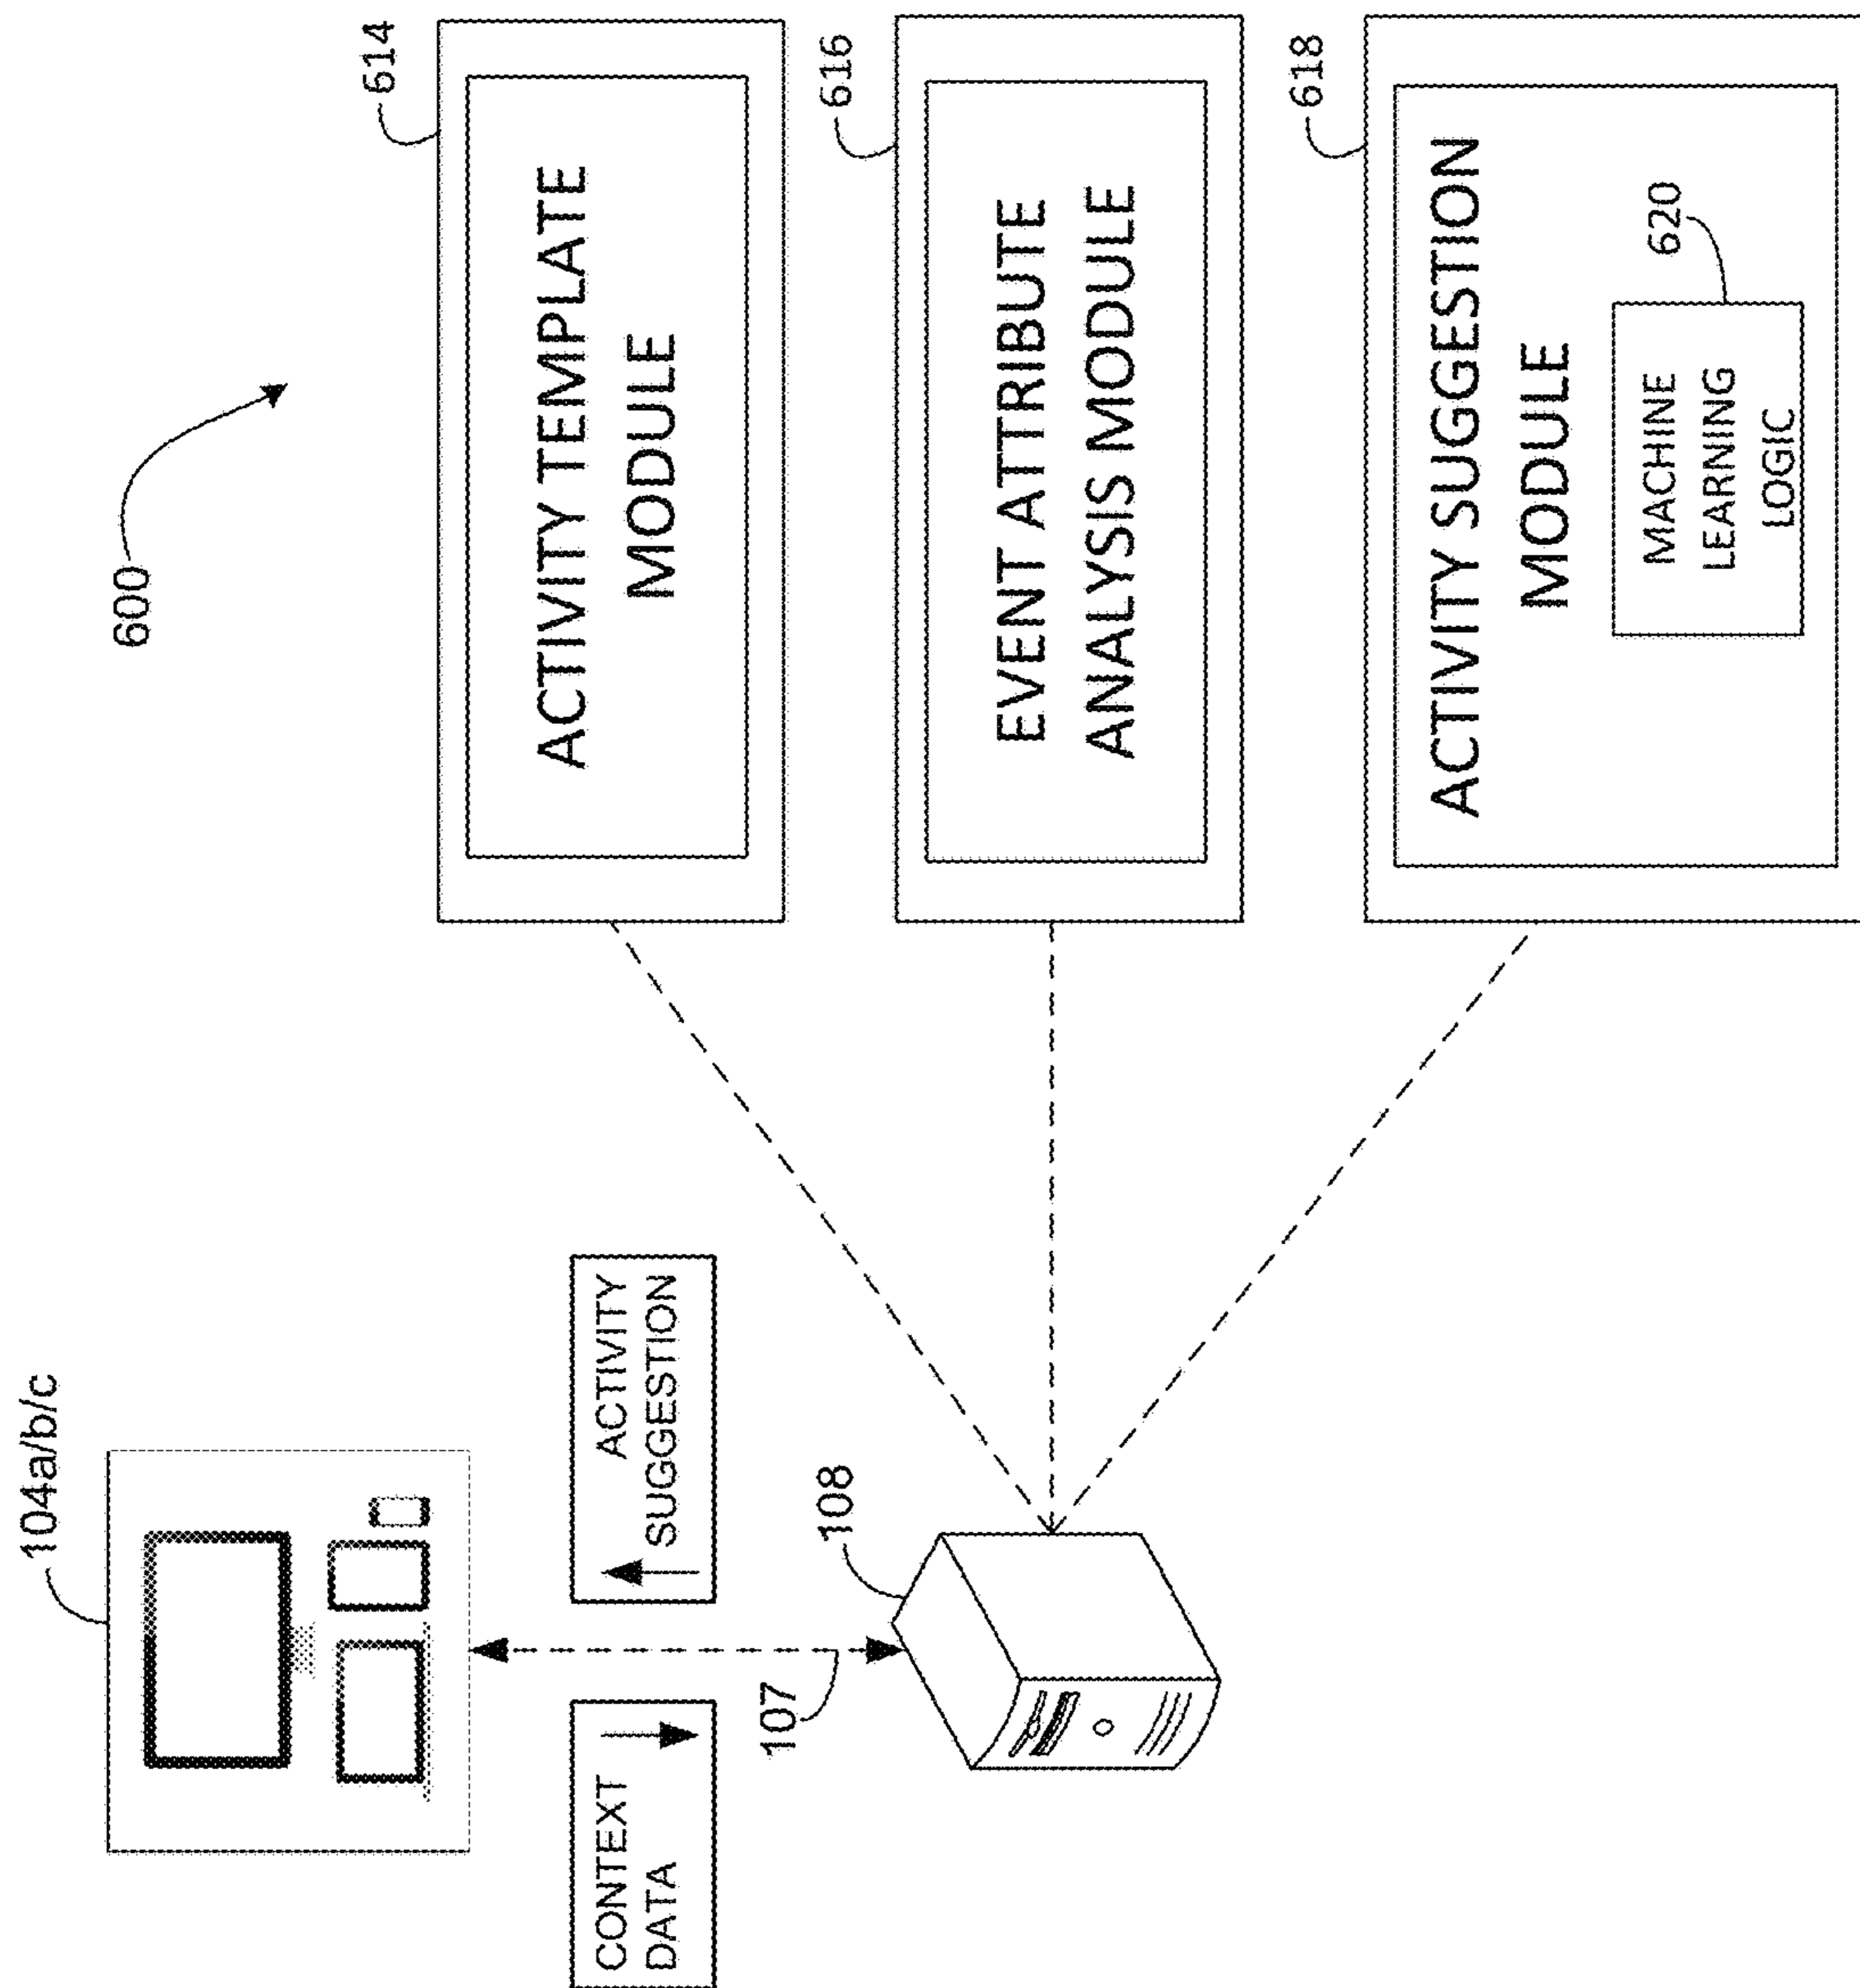 600
104a/b/c
CONTEXT
DATA
ACTIVITY
SUGGESTION
107
108
614
ACTIVITY TEMPLATE
MODULE
616
EVENT ATTRIBUTE
ANALYSIS MODULE
618
ACTIVITY SUGGESTION
MODULE
620
MACHINE
LEARNING
LOGIC